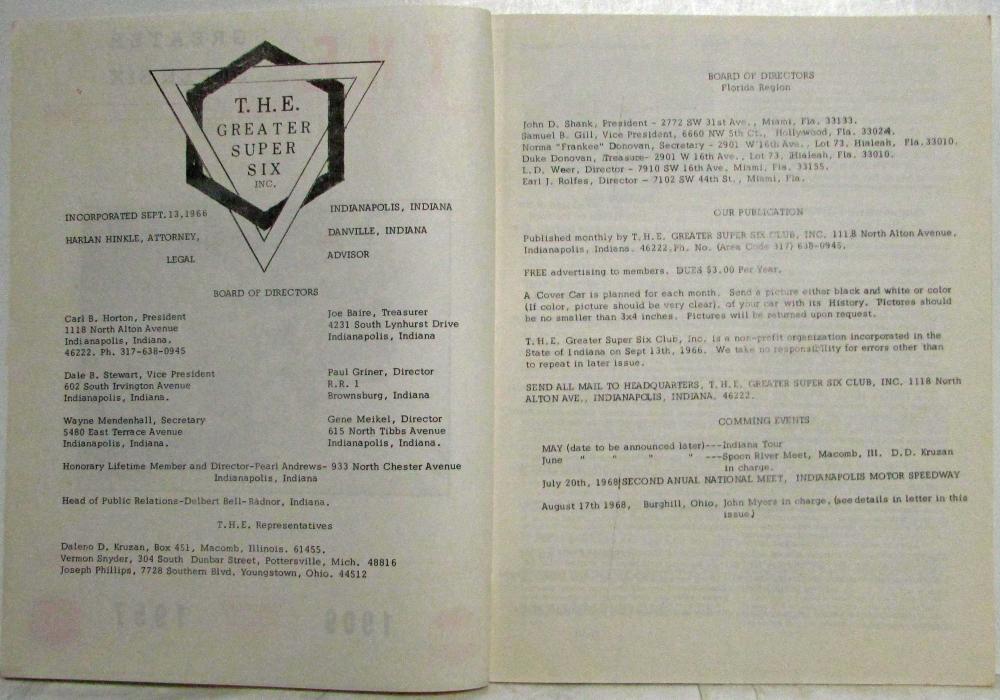 T.H.E.
GREATER
SUPER
SIX
INC.
INCORPORATED SEPT.13,1966
INDIANAPOLIS, INDIANA
HARLAN HINKLE, ATTORNEY,
DANVILLE, INDIANA
LEGAL
ADVISOR
BOARD OF DIRECTORS
Carl B. Horton, President
1118 North Alton Avenue
Indianapolis, Indiana.
46222. Ph. 317-638-0945
Joe Baire, Treasurer
4231 South Lynhurst Drive
Indianapolis, Indiana
Dale B. Stewart, Vice President
602 South Irvington Avenue
Indianapolis, Indiana.
Paul Griner, Director
R.R. 1
Brownsburg, Indiana
Wayne Mendenhall, Secretary
5480 East Terrace Avenue
Indianapolis, Indiana.
Gene Meikel, Director
615 North Tibbs Avenue
Indianapolis, Indiana.
Honorary Lifetime Member and Director-Pearl Andrews- 933 North Chester Avenue
Indianapolis, Indiana
Head of Public Relations-Delbert Bell-Radnor, Indiana.
T.H.E. Representatives
Daleno D. Kruzan, Box 451, Macomb, Illinois. 61455.
Vermon Snyder, 304 South Dunbar Street, Pottersville, Mich. 48816
Joseph Phillips, 7728 Southern Blvd. Youngstown, Ohio. 44512
1967
1909
BOARD OF DIRECTORS
Florida Region
John D. Shank, President - 2772 SW 31st Ave., Miami, Fla. 33133.
Samuel B. Gill, Vice President, 6660 NW 5th Ct., Hollywood, Fla. 33024.
Norma "Frankee" Donovan, Secretary - 2901 W 16th Ave., Lot 73, Hialeah, Fla. 33010.
Duke Donovan, Treasure- 2901 W 16th Ave., Lot 73, Hialeah, Fla. 33010.
L.D. Weer, Director - 7910 SW 16th Ave. Miami, Fla. 33155.
Earl J. Rolfes, Director - 7102 SW 44th St., Miami, Fla.
OUR PUBLICATION
Published monthly by T.H.E. GREATER SUPER SIX CLUB, INC. 1118 North Alton Avenue,
Indianapolis, Indiana. 46222.Ph. No. (Area Code 317) 638-0945.
FREE advertising to members. DUES $3.00 Per Year.
A Cover Car is planned for each month. Send a picture either black and white or color
(If color, picture should be very clear). of your car with its History. Pictures should
be no smaller than 3x4 inches. Pictures will be returned upon request.
T.H.E. Greater Super Six Club, Inc. is a non-profit organization incorporated in the
State of Indiana on Sept 13th, 1966. We take no responsibility for errors other than
to repeat in later issue.
SEND ALL MAIL TO HEADQUARTERS, T.H.E. GREATER SUPER SIX CLUB, INC. 1118 North
ALTON AVE., INDIANAPOLIS, INDIANA. 46222.
COMMING EVENTS
MAY (date to be announced later)---Indiana Tour
June " " " " ---Spoon River Meet, Macomb, Ill. D.D. Kruzan
in charge.
July 20th, 1968/SECOND ANUAL NATIONAL MEET, INDIANAPOLIS MOTOR SPEEDWAY
August 17th 1968, Burghill, Ohio, John Myers in charge, (see details in letter in this
issue)